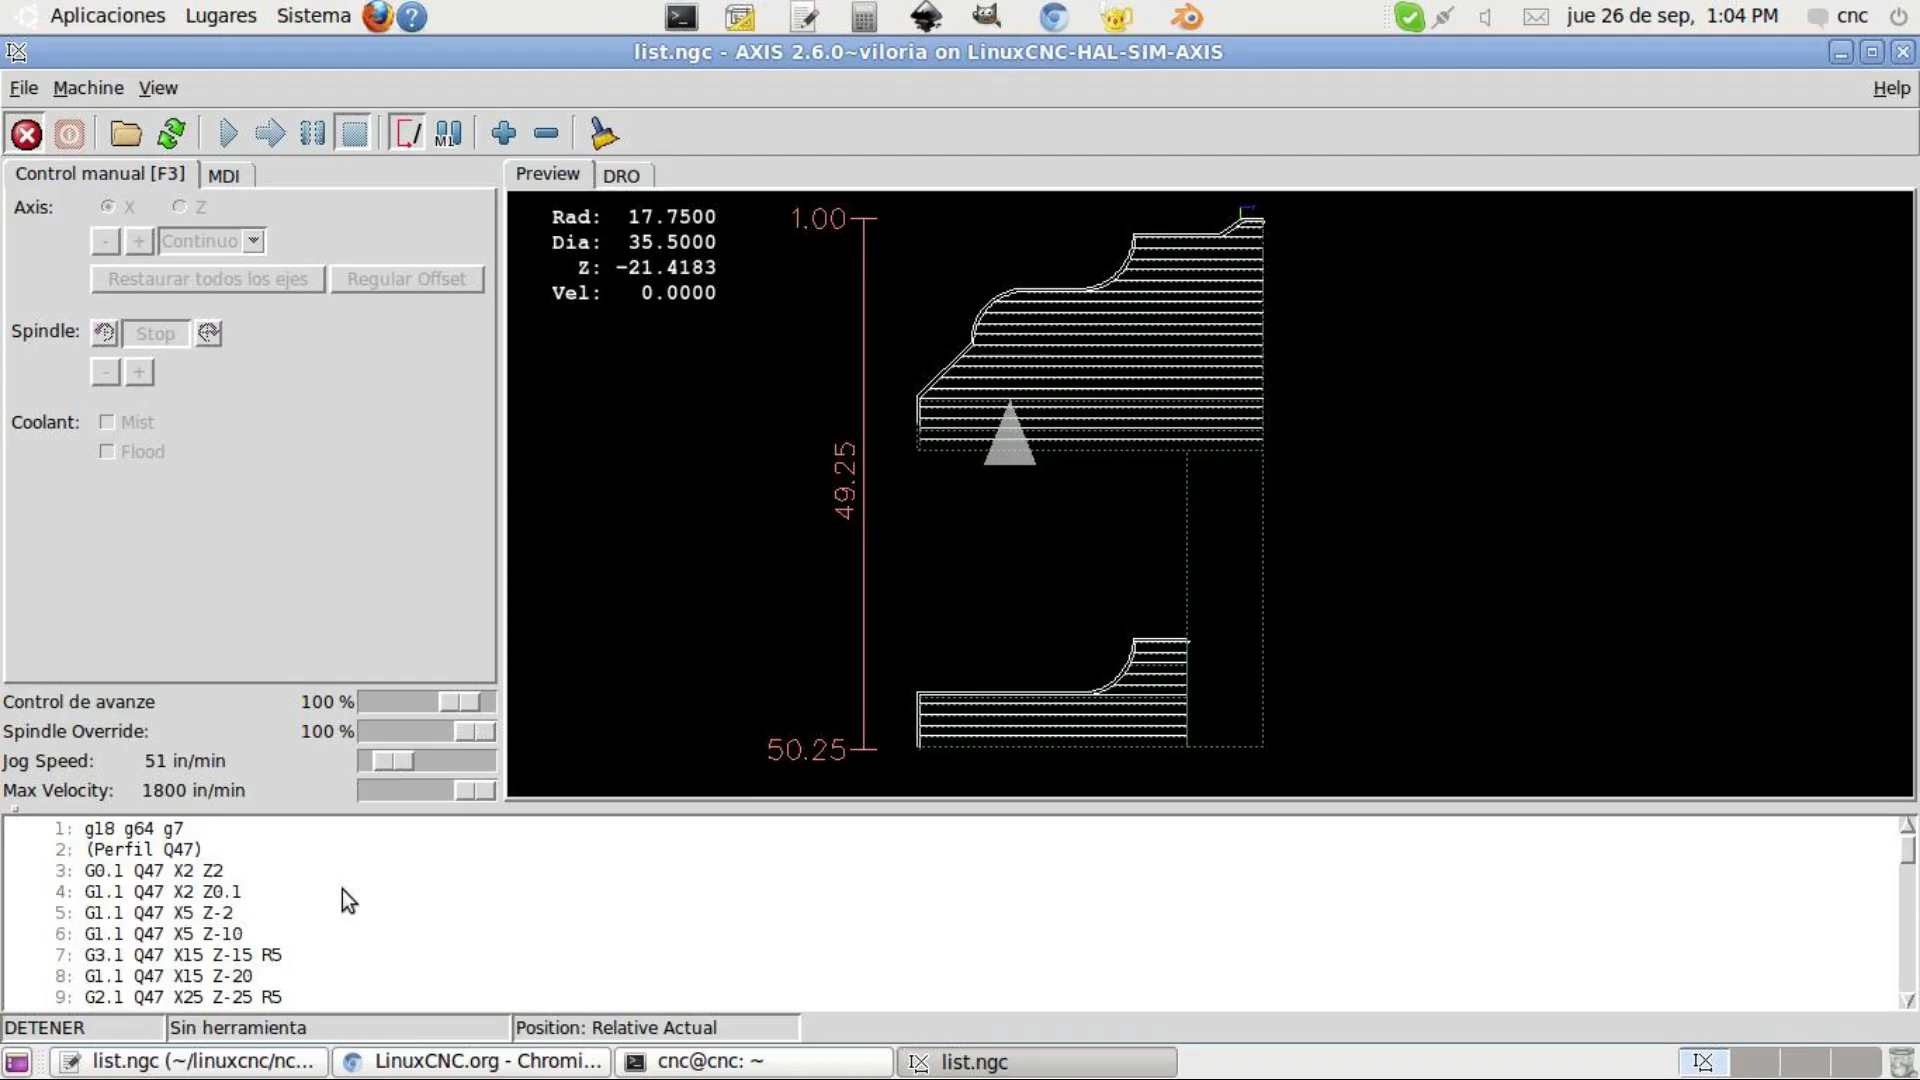 Aplicaciones Lugares Sistema jue 26 de sep, 1:04 PM cnc
list.ngc - AXIS 2.6.0~viloria on LinuxCNC-HAL-SIM-AXIS
File Machine View Help
M1
Control manual [F3] MDI Preview DRO
Axis: X Z
- + Continuo
Restaurar todos los ejes Regular Offset
Spindle: Stop
- +
Coolant: Mist
Flood
Control de avance 100 %
Spindle Override: 100 %
Jog Speed: 51 in/min
Max Velocity: 1800 in/min
Rad: 17.7500
Dia: 35.5000
Z: -21.4183
Vel: 0.0000
1.00
49.25
50.25
1: g18 g64 g7
2: (Perfil Q47)
3: G0.1 Q47 X2 Z2
4: G1.1 Q47 X2 Z0.1
5: G1.1 Q47 X5 Z-2
6: G1.1 Q47 X5 Z-10
7: G3.1 Q47 X15 Z-15 R5
8: G1.1 Q47 X15 Z-20
9: G2.1 Q47 X25 Z-25 R5
DETENER Sin herramienta Position: Relative Actual
list.ngc (~/linuxcnc/nc... LinuxCNC.org - Chromi... cnc@cnc: ~ list.ngc